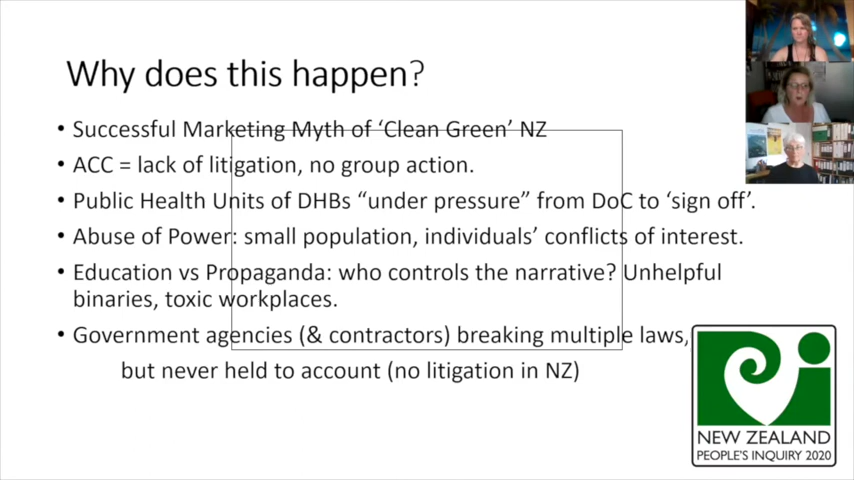 Why does this happen?
• Successful Marketing Myth of ‘Clean Green’ NZ
• ACC = lack of litigation, no group action.
• Public Health Units of DHBs “under pressure” from DoC to ‘sign off’.
• Abuse of Power: small population, individuals’ conflicts of interest.
• Education vs Propaganda: who controls the narrative? Unhelpful
binaries, toxic workplaces.
• Government agencies (& contractors) breaking multiple laws,
but never held to account (no litigation in NZ)
NEW ZEALAND
PEOPLE'S INQUIRY 2020